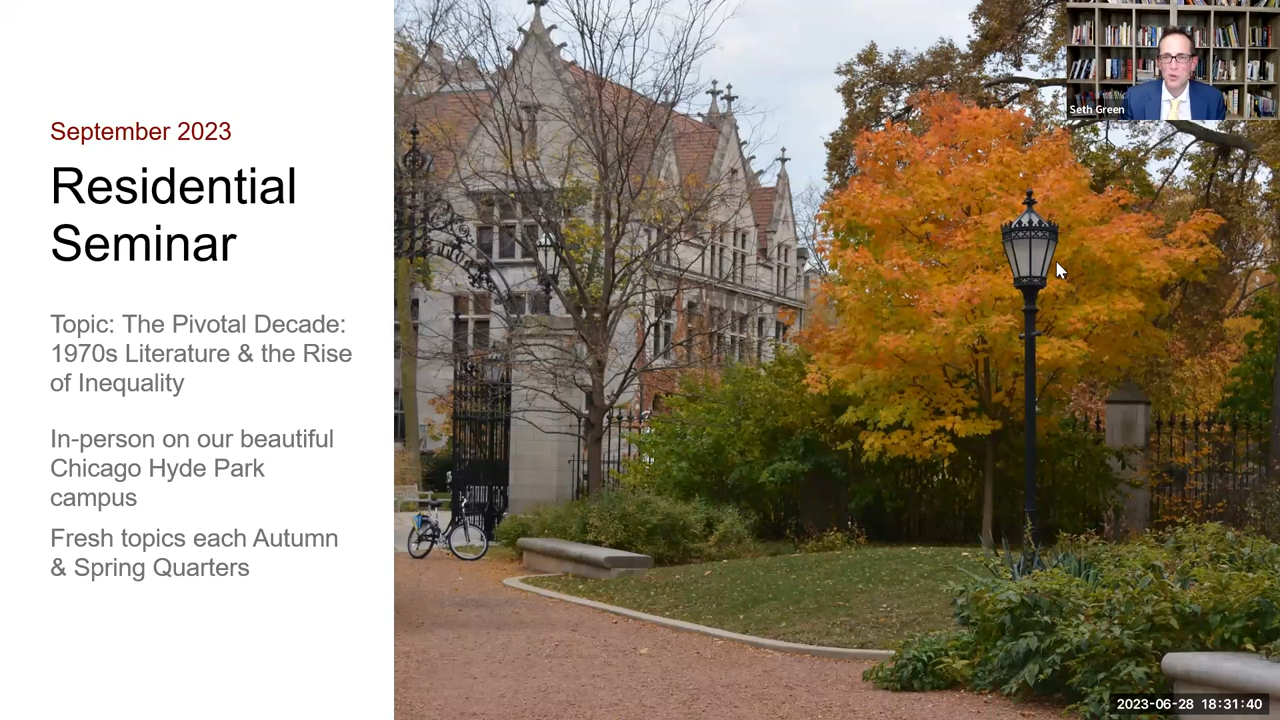 September 2023
Residential
Seminar
Topic: The Pivotal Decade:
1970s Literature & the Rise
of Inequality
In-person on our beautiful
Chicago Hyde Park
campus
Fresh topics each Autumn
& Spring Quarters
Seth Green
2023-06-28 18:31:40